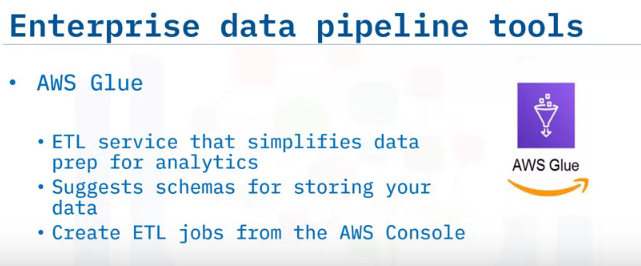 Enterprise data pipeline tools
• AWS Glue
• ETL service that simplifies data
prep for analytics
• Suggests schemas for storing your
data
• Create ETL jobs from the AWS Console
AWS Glue